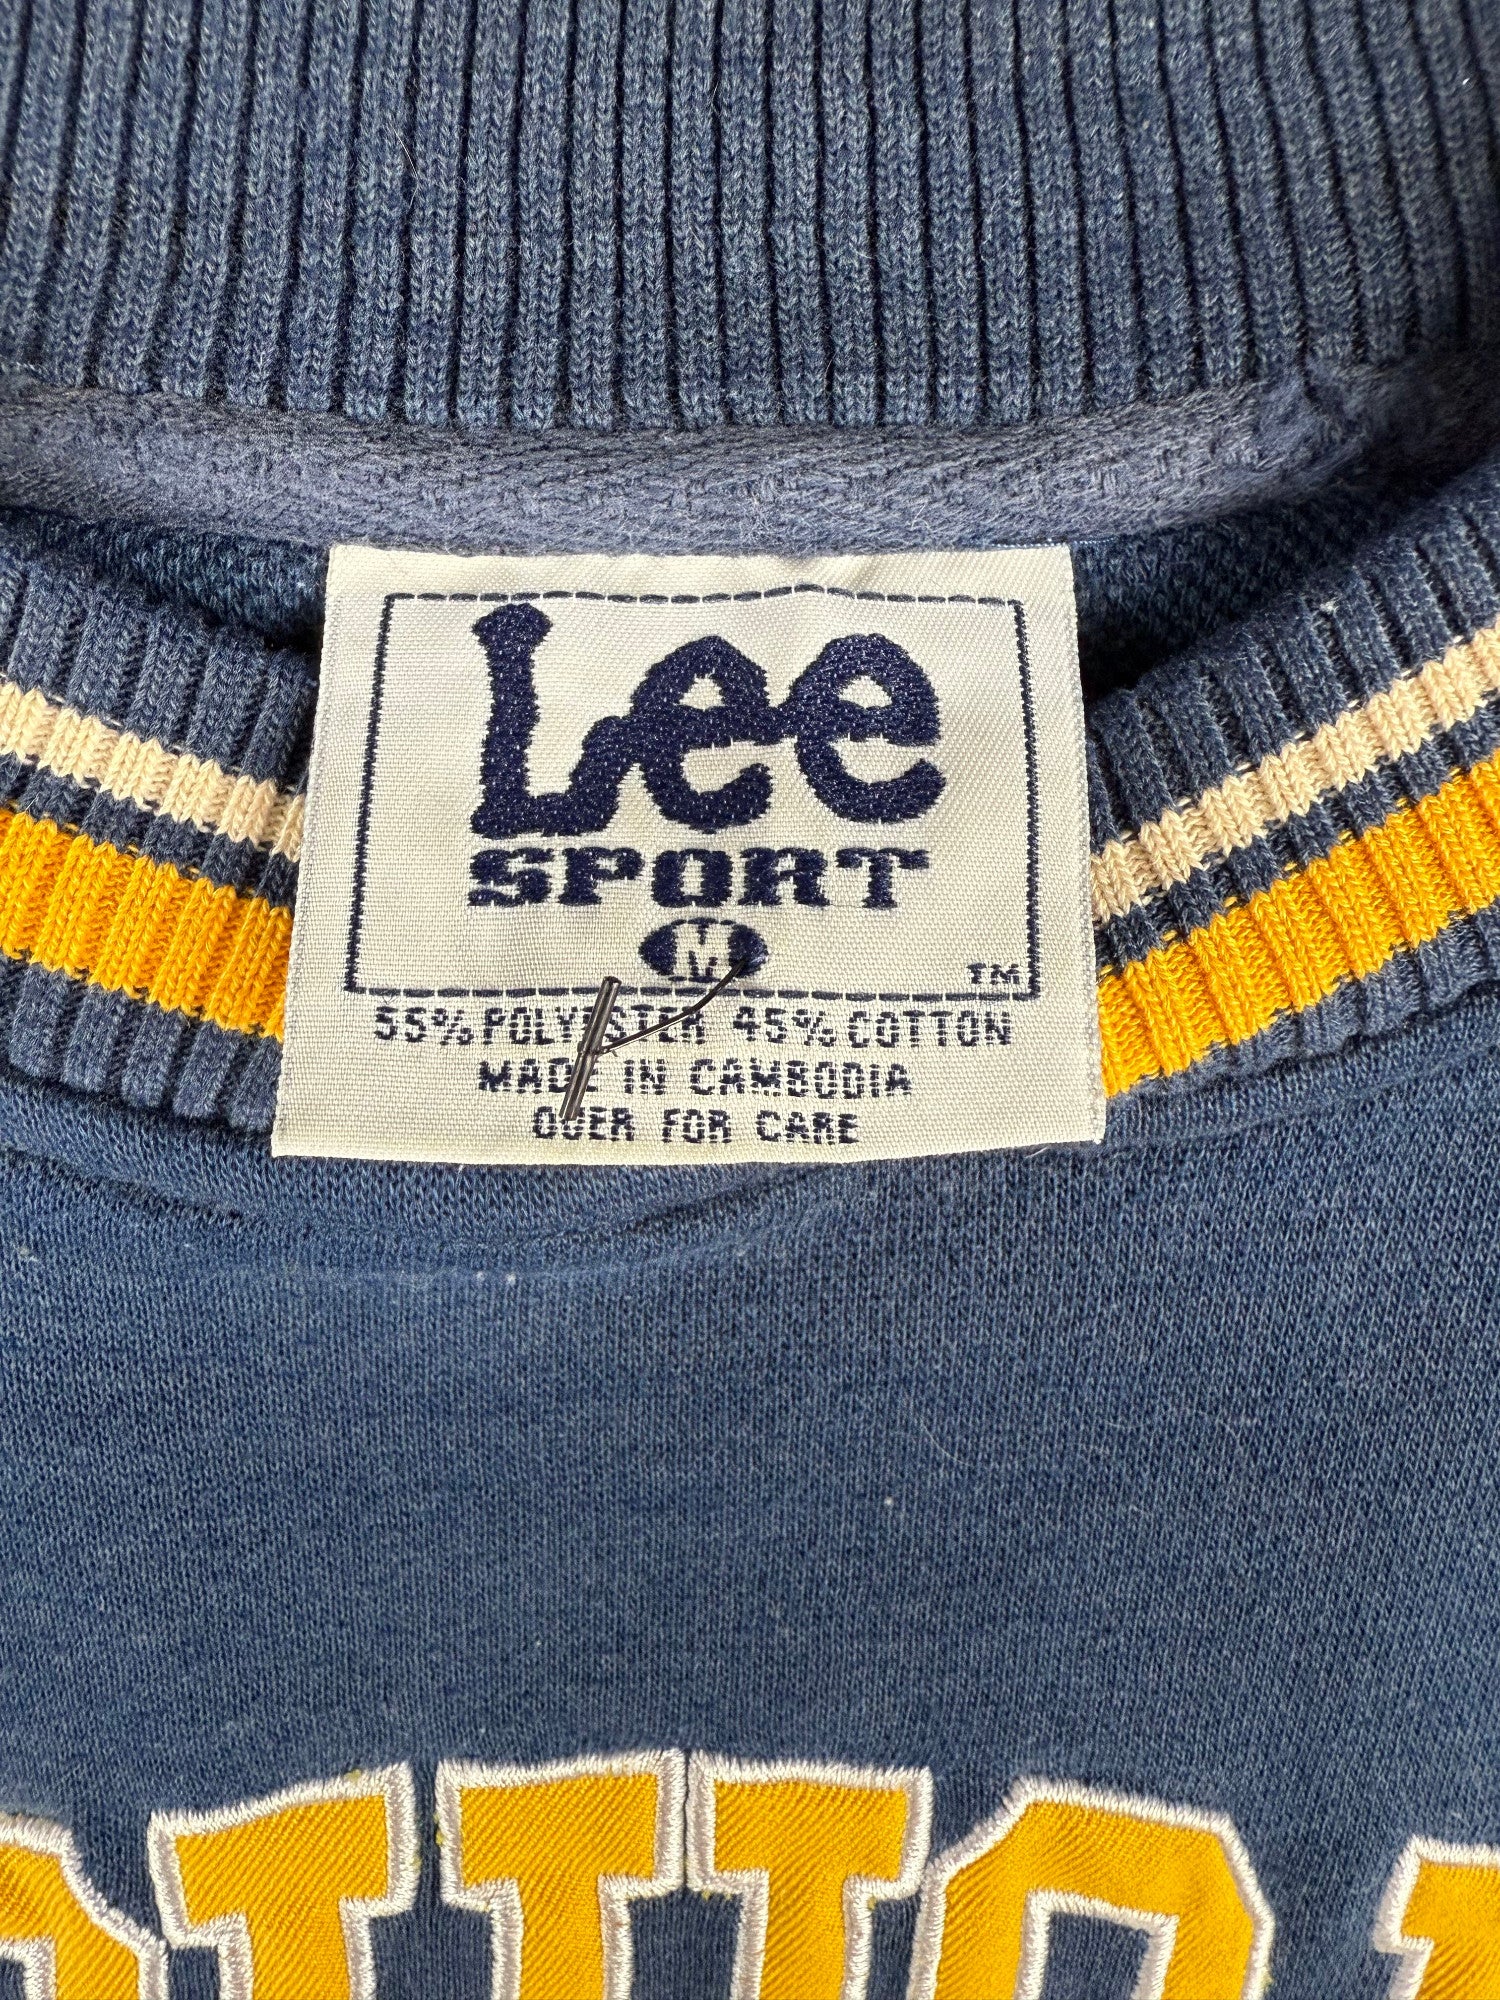 Lee
SPORT
M
TM
55% POLYESTER 45% COTTON
MADE IN CAMBODIA
OVER FOR CARE